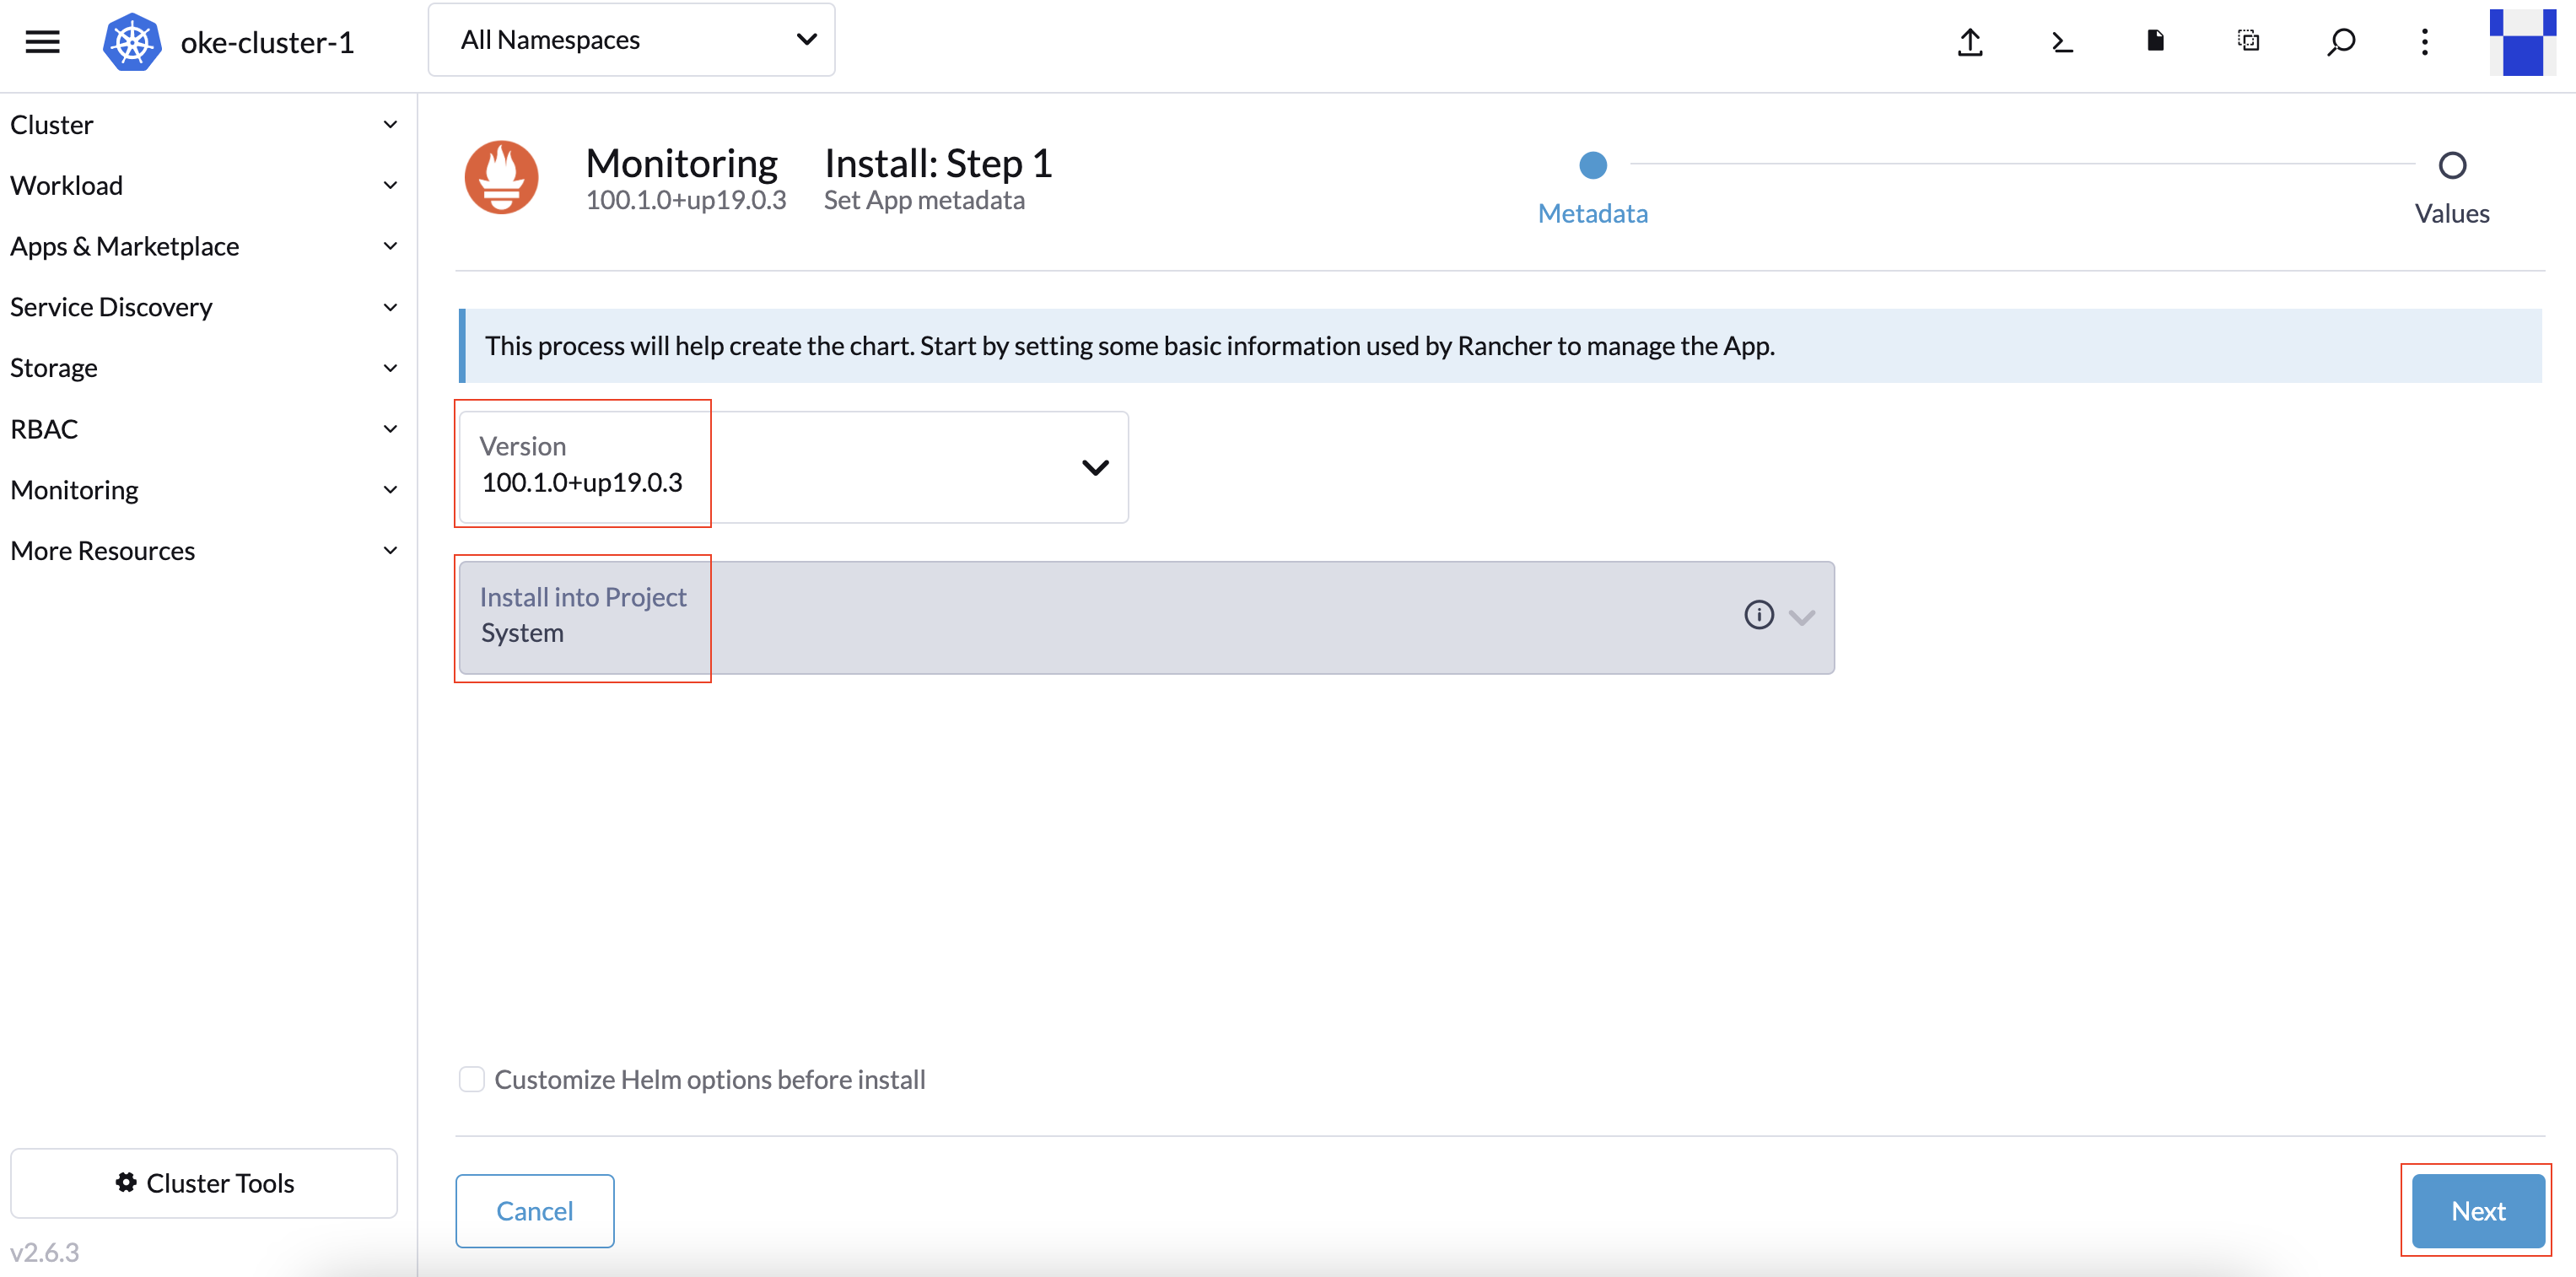 oke-cluster-1
All Namespaces
Cluster
Workload
Apps & Marketplace
Service Discovery
Storage
RBAC
Monitoring
More Resources
Cluster Tools
v2.6.3
Monitoring
100.1.0+up19.0.3
Install: Step 1
Set App metadata
Metadata
Values
This process will help create the chart. Start by setting some basic information used by Rancher to manage the App.
Version
100.1.0+up19.0.3
Install into Project
System
Customize Helm options before install
Cancel
Next